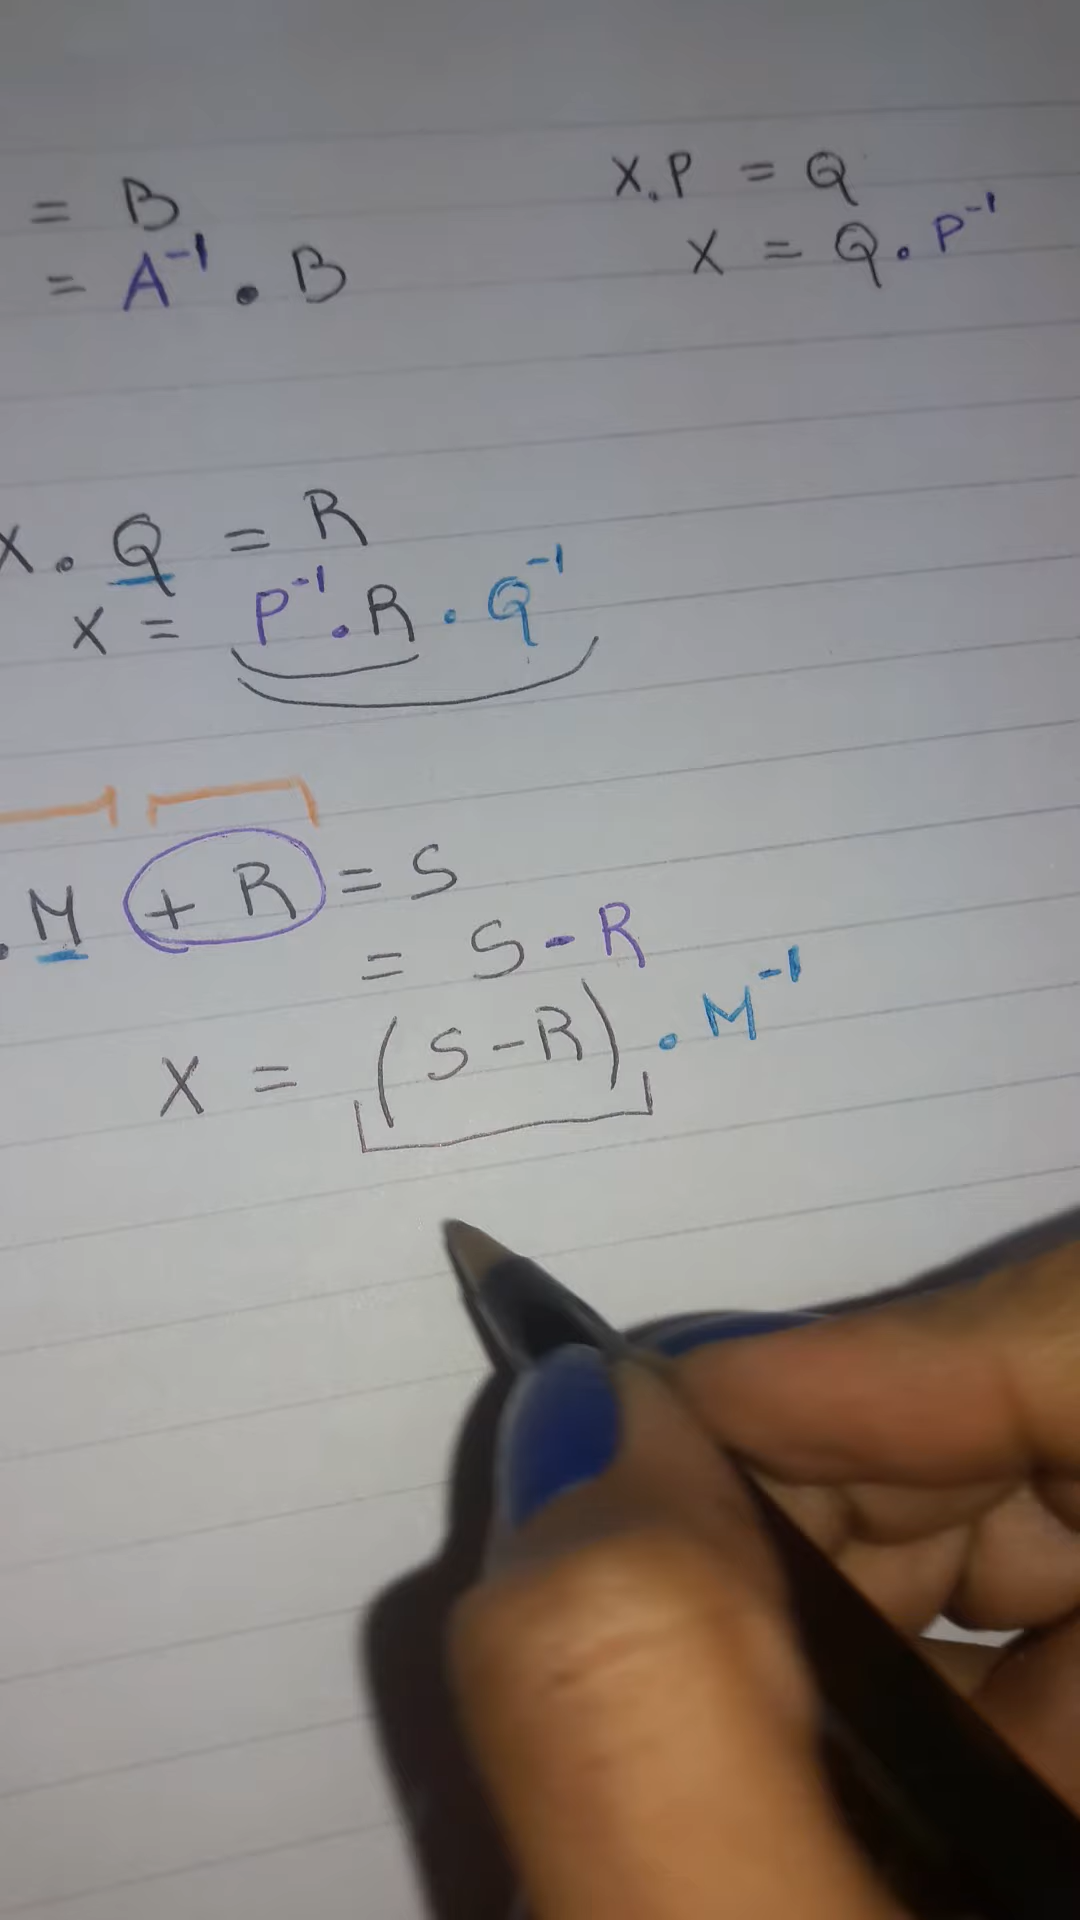 = B
= A⁻¹ . B
X.P = Q
X = Q . P⁻¹
X . Q = R
X = P⁻¹ . R . Q⁻¹
. M + R = S
= S - R
X = (S - R) . M⁻¹